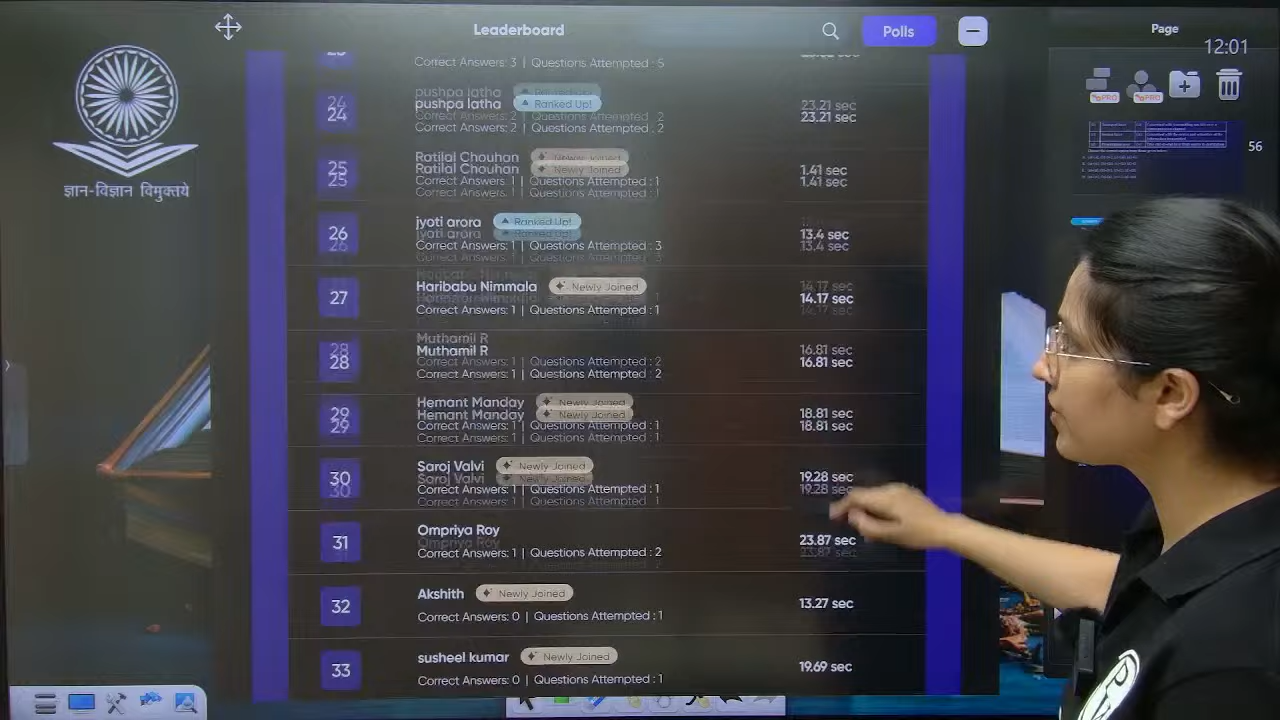 Leaderboard
Polls
Page
12:01
Correct Answers: 3 | Questions Attempted : 5
24
pushpa latha
Ranked Up!
Correct Answers: 2 | Questions Attempted : 2
23.21 sec
PRO
PRO
56
25
Ratilal Chouhan
Newly Joined
Correct Answers: 1 | Questions Attempted : 1
1.41 sec
ज्ञान-विज्ञान विमुक्तये
26
jyoti arora
Ranked Up!
Correct Answers: 1 | Questions Attempted : 3
13.4 sec
27
Haribabu Nimmala
Newly Joined
Correct Answers: 1 | Questions Attempted : 1
14.17 sec
28
Muthamil R
Correct Answers: 1 | Questions Attempted : 2
16.81 sec
29
Hemant Manday
Newly Joined
Correct Answers: 1 | Questions Attempted : 1
18.81 sec
30
Saroj Valvi
Newly Joined
Correct Answers: 1 | Questions Attempted : 1
19.28 sec
31
Ompriya Roy
Correct Answers: 1 | Questions Attempted : 2
23.87 sec
32
Akshith
Newly Joined
Correct Answers: 0 | Questions Attempted : 1
13.27 sec
33
susheel kumar
Newly Joined
Correct Answers: 0 | Questions Attempted : 1
19.69 sec